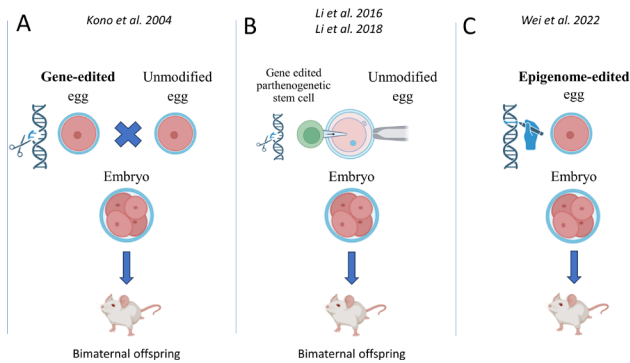 A
Kono et al. 2004
Gene-edited
egg
Unmodified
egg
Embryo
Bimaternal offspring
B
Li et al. 2016
Li et al. 2018
Gene edited
parthenogenetic
stem cell
Unmodified
egg
Embryo
Bimaternal offspring
C
Wei et al. 2022
Epigenome-edited
egg
Embryo